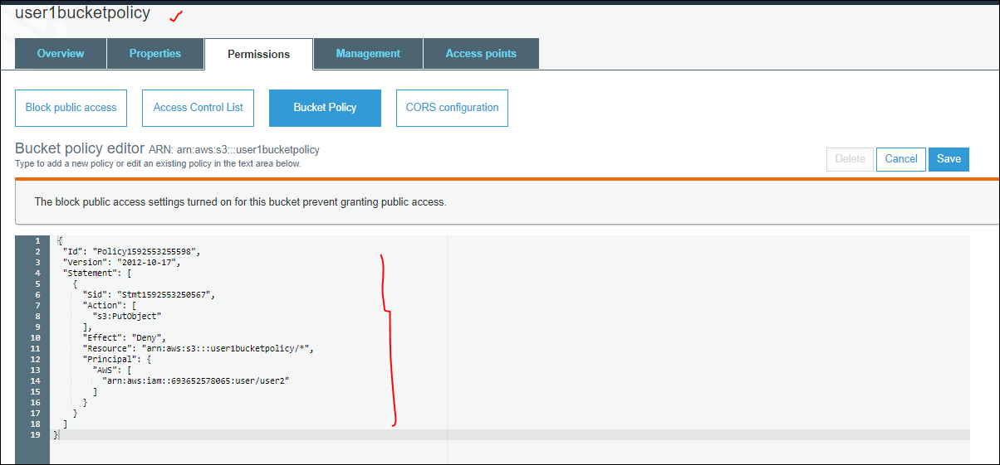 user1bucketpolicy
Overview Properties Permissions Management Access points
Block public access Access Control List Bucket Policy CORS configuration
Bucket policy editor ARN: arn:aws:s3:::user1bucketpolicy
Type to add a new policy or edit an existing policy in the text area below.
Delete Cancel Save
The block public access settings turned on for this bucket prevent granting public access.
1 {
2 "Id": "Policy1592553255598",
3 "Version": "2012-10-17",
4 "Statement": [
5 {
6 "Sid": "Stmt1592553250567",
7 "Action": [
8 "s3:PutObject"
9 ],
10 "Effect": "Deny",
11 "Resource": "arn:aws:s3:::user1bucketpolicy/*",
12 "Principal": {
13 "AWS": [
14 "arn:aws:iam::693652578065:user/user2"
15 ]
16 }
17 }
18 ]
19 }